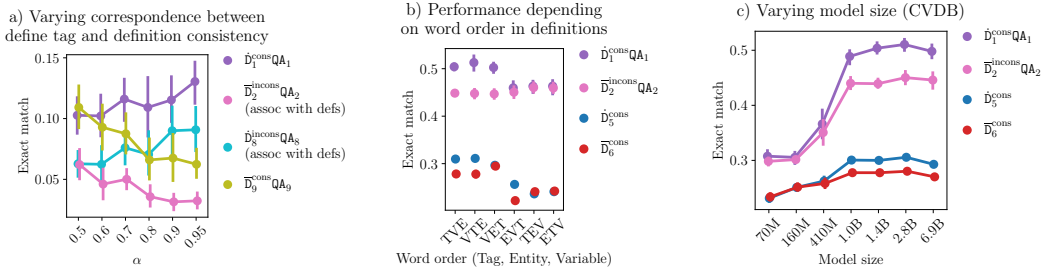 a) Varying correspondence between
define tag and definition consistency
Exact match
0.15
0.10
0.05
0.5
0.6
0.7
0.8
0.9
0.95
α
Ḋ₁ᶜᵒⁿˢQA₁
D̅₂ⁱⁿᶜᵒⁿˢQA₂
(assoc with defs)
Ḋ₈ⁱⁿᶜᵒⁿˢQA₈
(assoc with defs)
D̅₉ᶜᵒⁿˢQA₉
b) Performance depending
on word order in definitions
Exact match
0.5
0.4
0.3
TVE
VTE
VET
EVT
TEV
ETV
Word order (Tag, Entity, Variable)
Ḋ₁ᶜᵒⁿˢQA₁
D̅₂ⁱⁿᶜᵒⁿˢQA₂
Ḋ₅ᶜᵒⁿˢ
D̅₆ᶜᵒⁿˢ
c) Varying model size (CVDB)
Exact match
0.5
0.4
0.3
70M
160M
410M
1.0B
1.4B
2.8B
6.9B
Model size
Ḋ₁ᶜᵒⁿˢQA₁
D̅₂ⁱⁿᶜᵒⁿˢQA₂
Ḋ₅ᶜᵒⁿˢ
D̅₆ᶜᵒⁿˢ